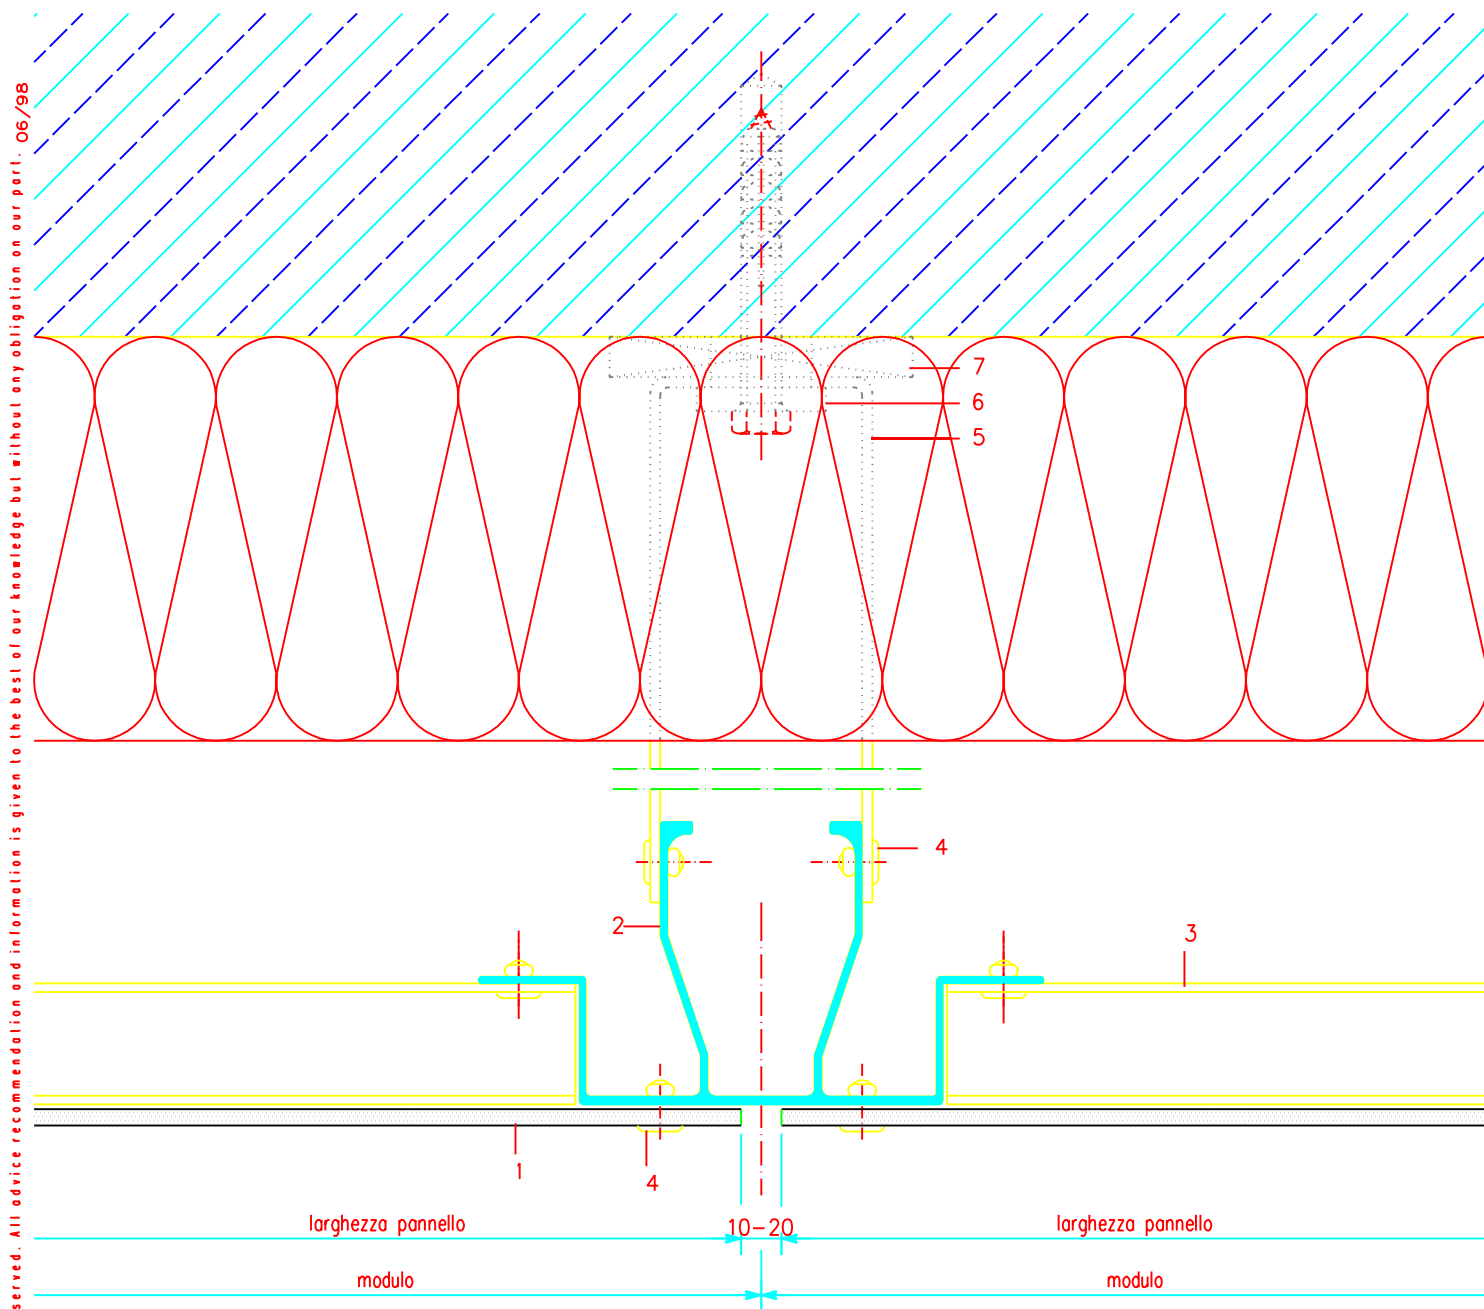 served. All advice recommendation and information is given to the best of our knowledge but without any obligation on our part. 06/98
7
6
5
4
2
3
1
4
larghezza pannello
10-20
larghezza pannello
modulo
modulo